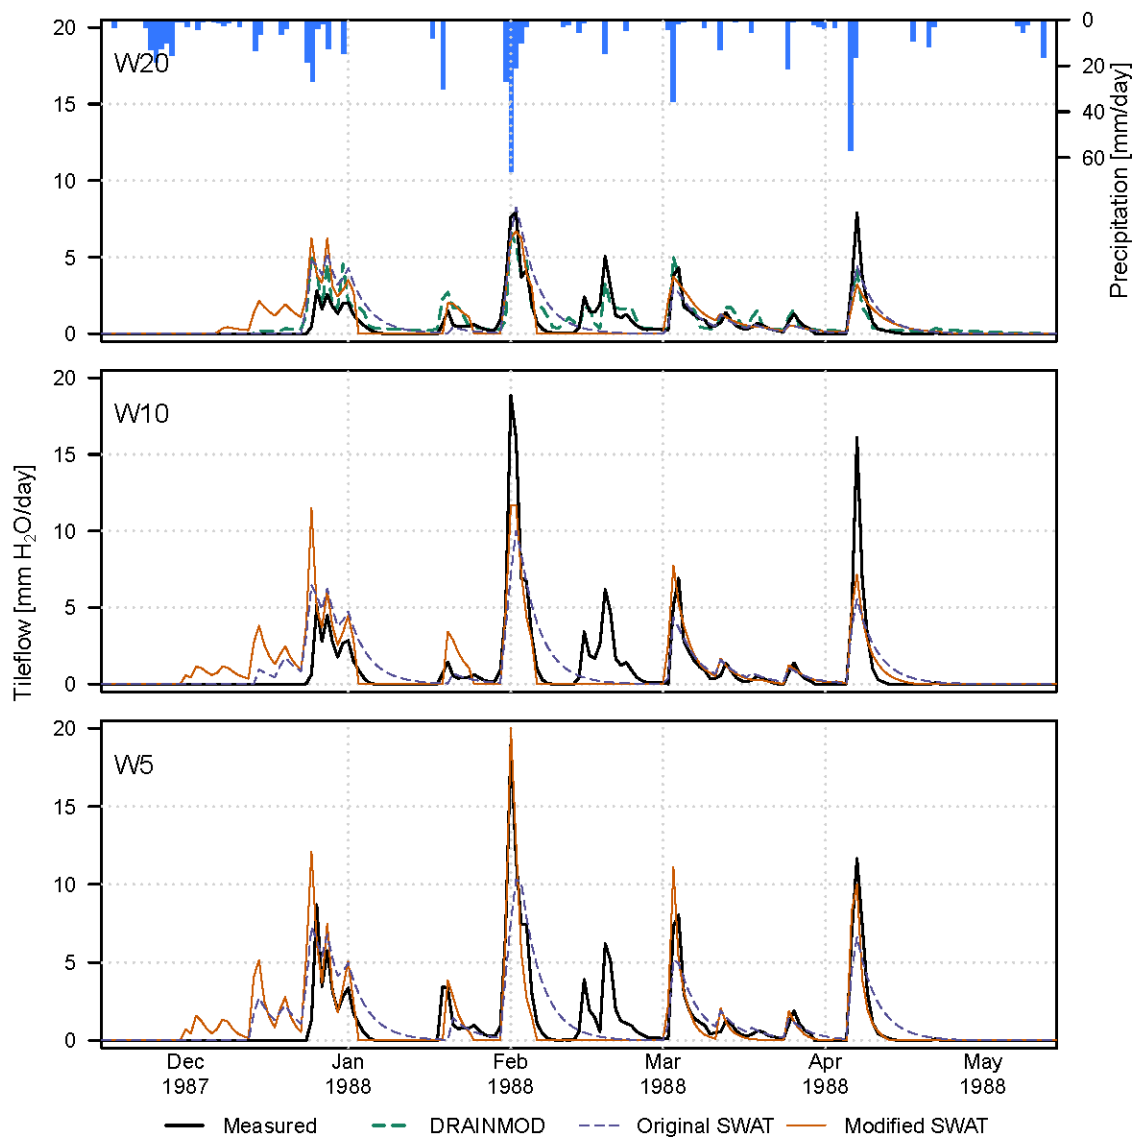 20
15
10
5
0
W20
0
20
40
60
Precipitation [mm/day]
Tileflow [mm H₂O/day]
20
15
10
5
0
W10
20
15
10
5
0
W5
Dec Jan Feb Mar Apr May
1987 1988 1988 1988 1988 1988
Measured DRAINMOD Original SWAT Modified SWAT